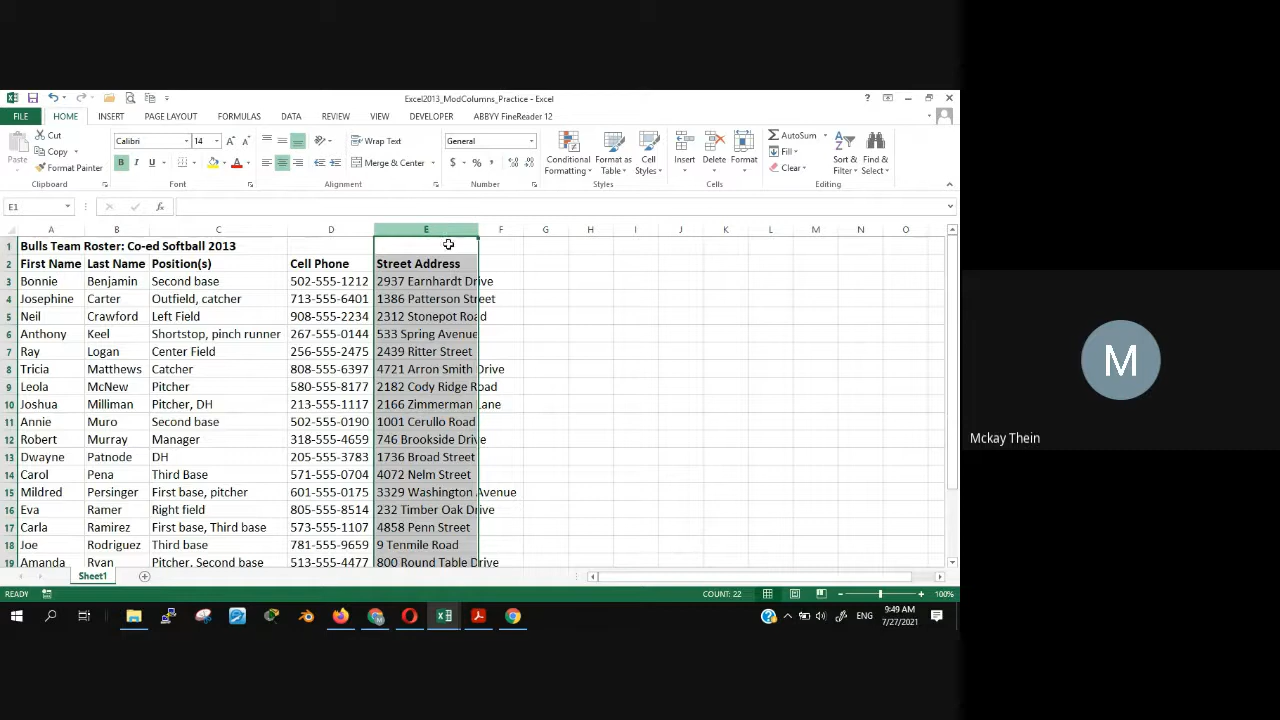 Excel2013_ModColumns_Practice - Excel
FILE HOME INSERT PAGE LAYOUT FORMULAS DATA REVIEW VIEW DEVELOPER ABBYY FineReader 12
Paste Cut Copy Format Painter
Calibri 14
B I U
Wrap Text
Merge & Center
General
$ % ,
Conditional Formatting Format as Table Cell Styles
Insert Delete Format
AutoSum Fill Clear
Sort & Filter Find & Select
Clipboard Font Alignment Number Styles Cells Editing
E1 fx
A B C D E F G H I J K L M N O
1 Bulls Team Roster: Co-ed Softball 2013
2 First Name Last Name Position(s) Cell Phone Street Address
3 Bonnie Benjamin Second base 502-555-1212 2937 Earnhardt Drive
4 Josephine Carter Outfield, catcher 713-555-6401 1386 Patterson Street
5 Neil Crawford Left Field 908-555-2234 2312 Stonepot Road
6 Anthony Keel Shortstop, pinch runner 267-555-0144 533 Spring Avenue
7 Ray Logan Center Field 256-555-2475 2439 Ritter Street
8 Tricia Matthews Catcher 808-555-6397 4721 Arron Smith Drive
9 Leola McNew Pitcher 580-555-8177 2182 Cody Ridge Road
10 Joshua Milliman Pitcher, DH 213-555-1117 2166 Zimmerman Lane
11 Annie Muro Second base 502-555-0190 1001 Cerullo Road
12 Robert Murray Manager 318-555-4659 746 Brookside Drive
13 Dwayne Patnode DH 205-555-3783 1736 Broad Street
14 Carol Pena Third Base 571-555-0704 4072 Nelm Street
15 Mildred Persinger First base, pitcher 601-555-0175 3329 Washington Avenue
16 Eva Ramer Right field 805-555-8514 232 Timber Oak Drive
17 Carla Ramirez First base, Third base 573-555-1107 4858 Penn Street
18 Joe Rodriguez Third base 781-555-9659 9 Tenmile Road
19 Amanda Ryan Pitcher, Second base 513-555-4477 800 Round Table Drive
Sheet1
READY COUNT: 22 100%
ENG 9:49 AM
7/27/2021
M
Mckay Thein